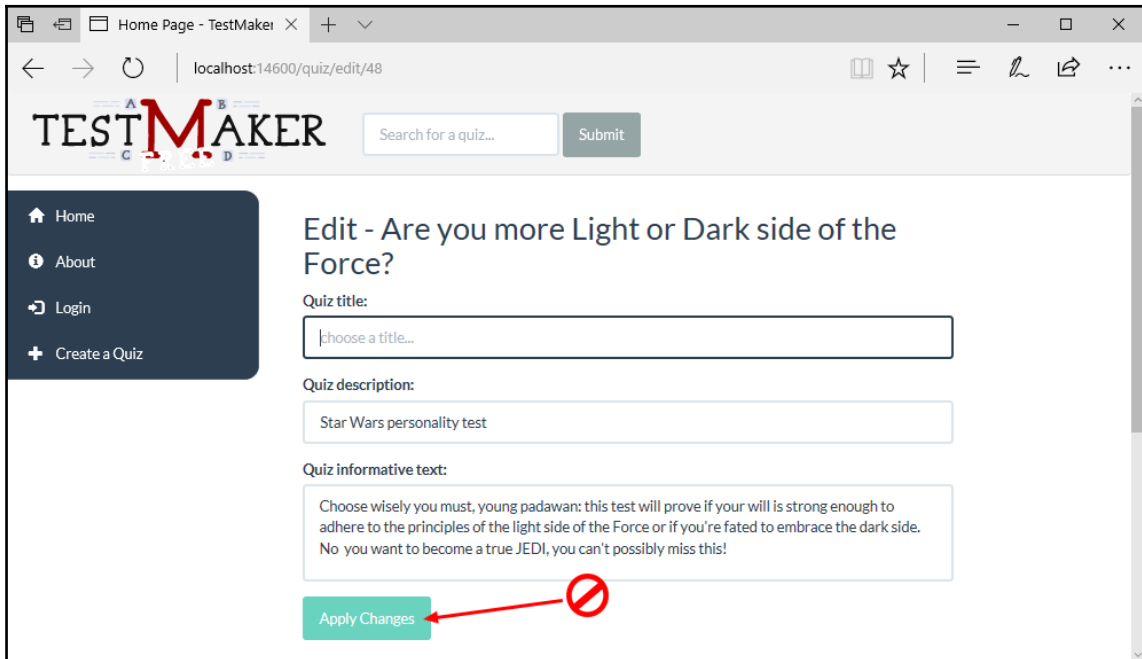 Home Page - TestMaker
localhost:14600/quiz/edit/48
A B
TESTMAKER
C D
FREE
Search for a quiz...
Submit
Home
About
Login
Create a Quiz
Edit - Are you more Light or Dark side of the
Force?
Quiz title:
choose a title...
Quiz description:
Star Wars personality test
Quiz informative text:
Choose wisely you must, young padawan: this test will prove if your will is strong enough to
adhere to the principles of the light side of the Force or if you're fated to embrace the dark side.
No you want to become a true JEDI, you can't possibly miss this!
Apply Changes